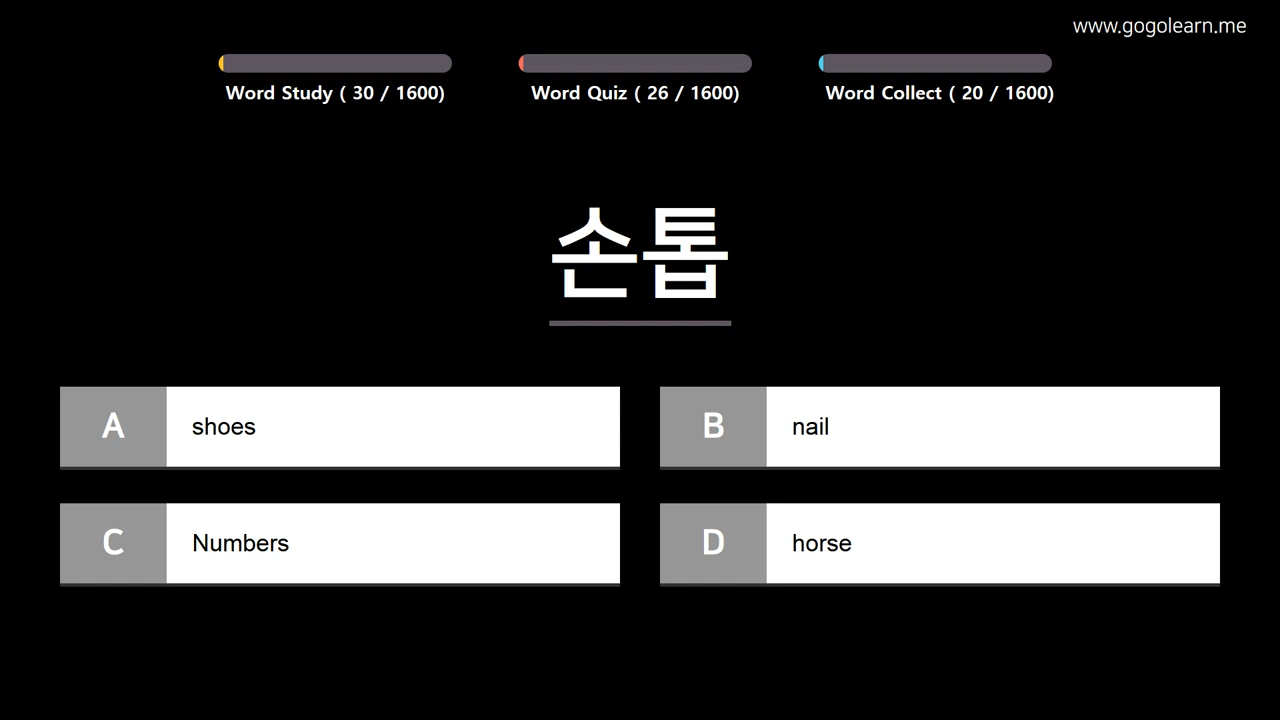 www.gogolearn.me
Word Study ( 30 / 1600)
Word Quiz ( 26 / 1600)
Word Collect ( 20 / 1600)
손톱
A shoes
B nail
C Numbers
D horse